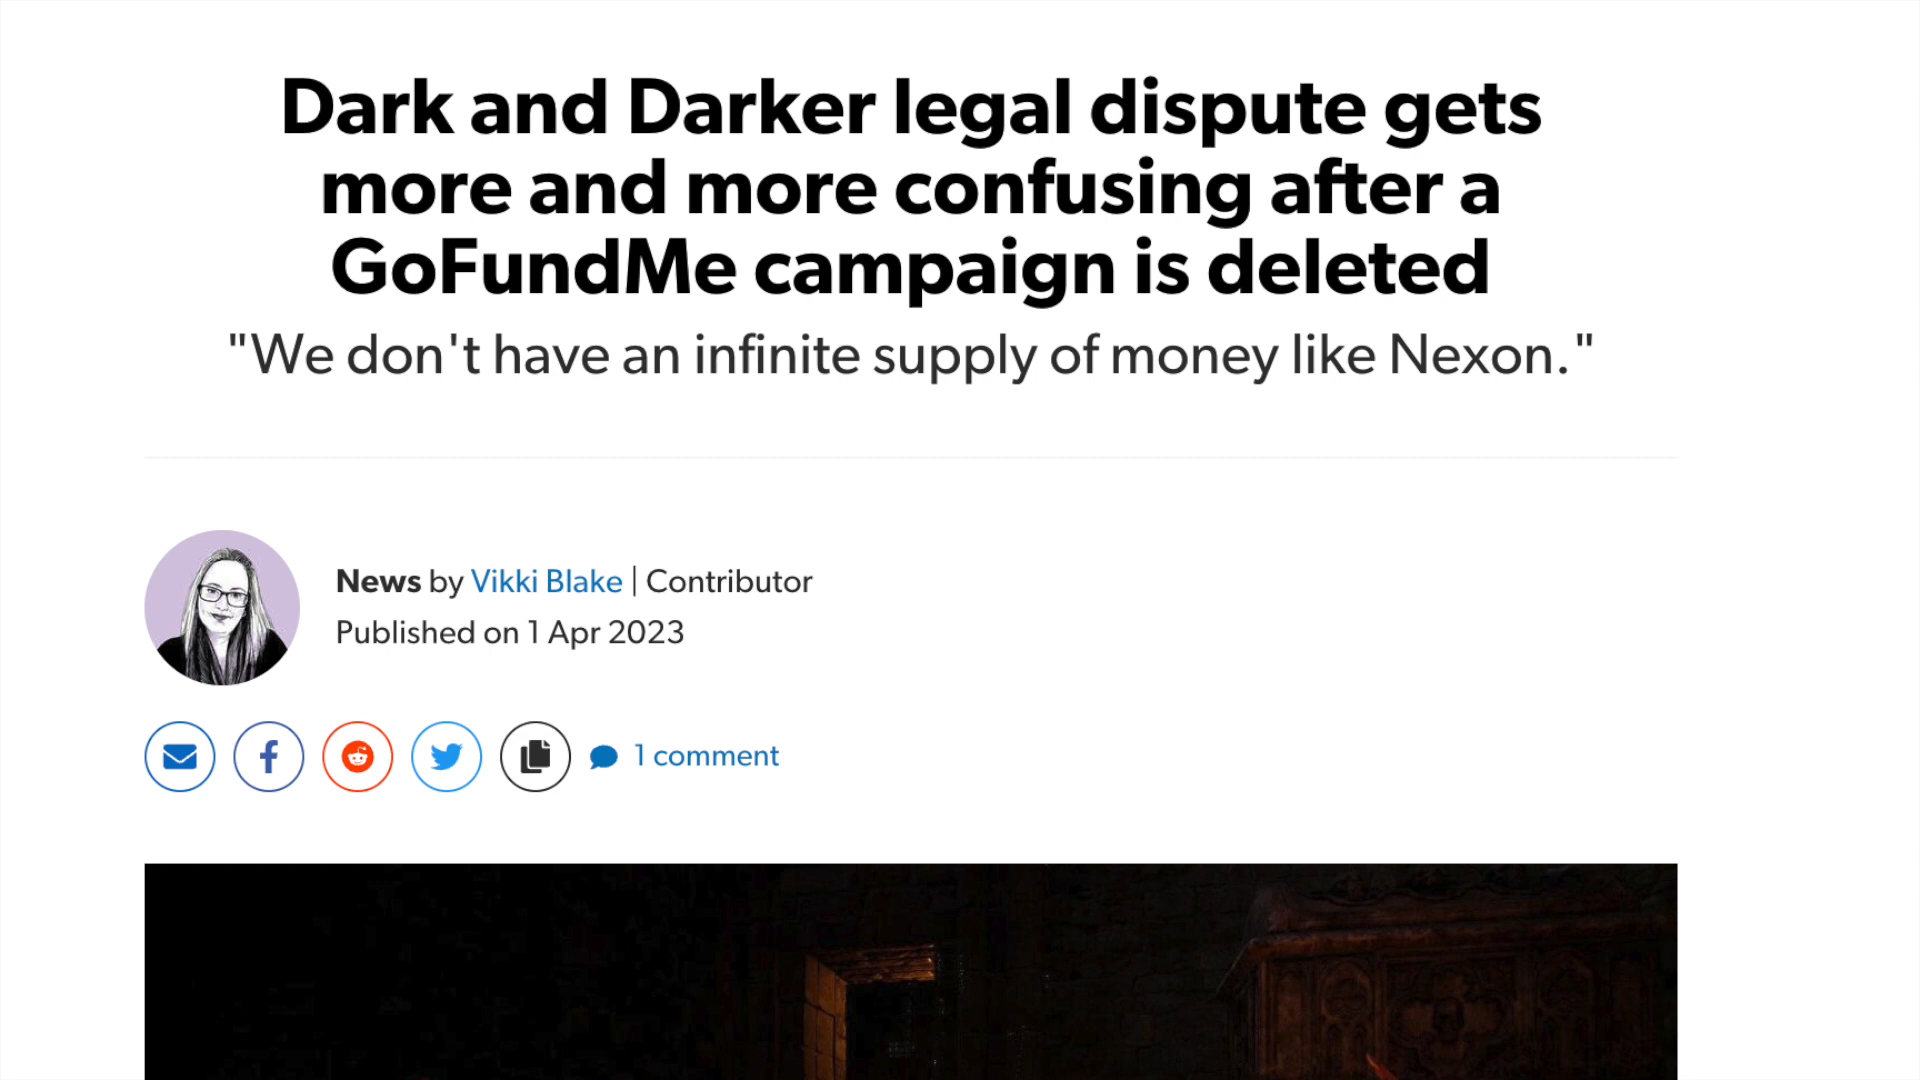 Dark and Darker legal dispute gets
more and more confusing after a
GoFundMe campaign is deleted
"We don't have an infinite supply of money like Nexon."
News by Vikki Blake | Contributor
Published on 1 Apr 2023
1 comment